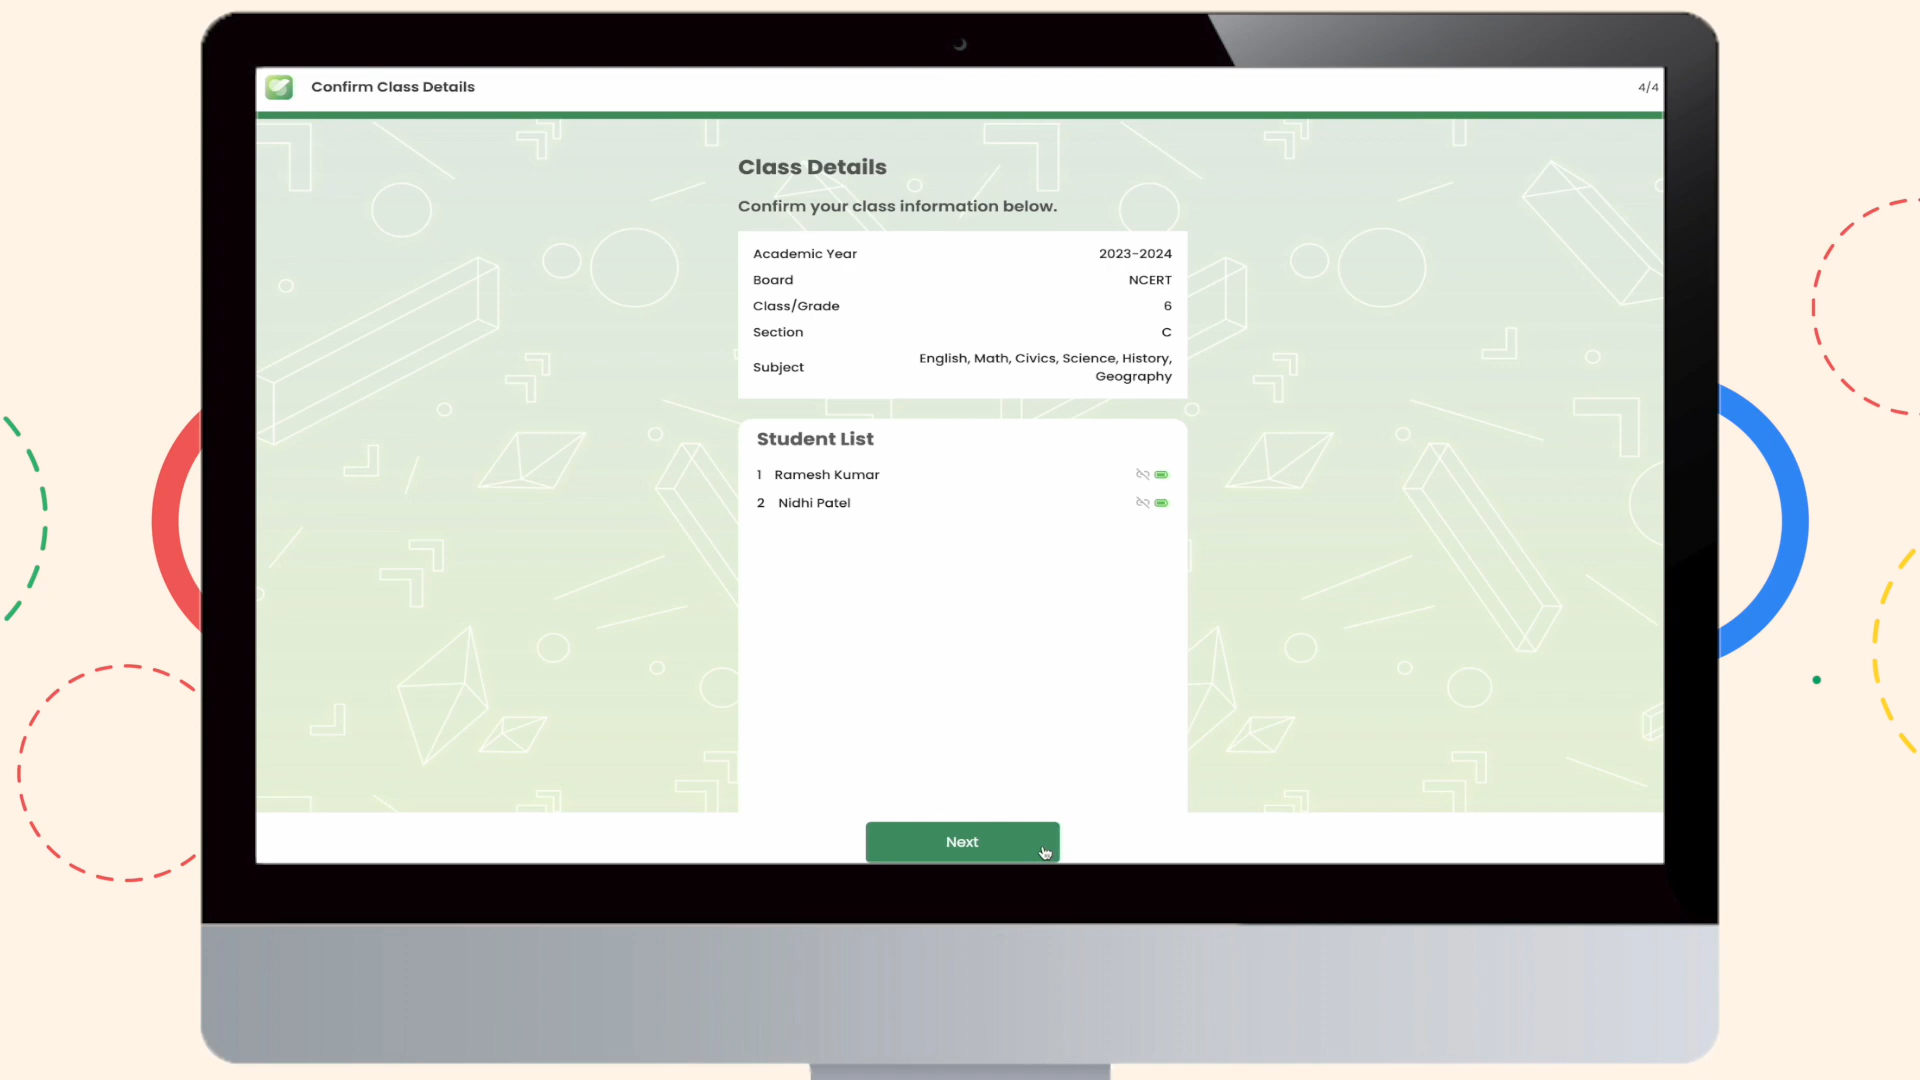 Confirm Class Details
4/4
Class Details
Confirm your class information below.
Academic Year 2023-2024
Board NCERT
Class/Grade 6
Section C
Subject English, Math, Civics, Science, History,
Geography
Student List
1 Ramesh Kumar
2 Nidhi Patel
Next